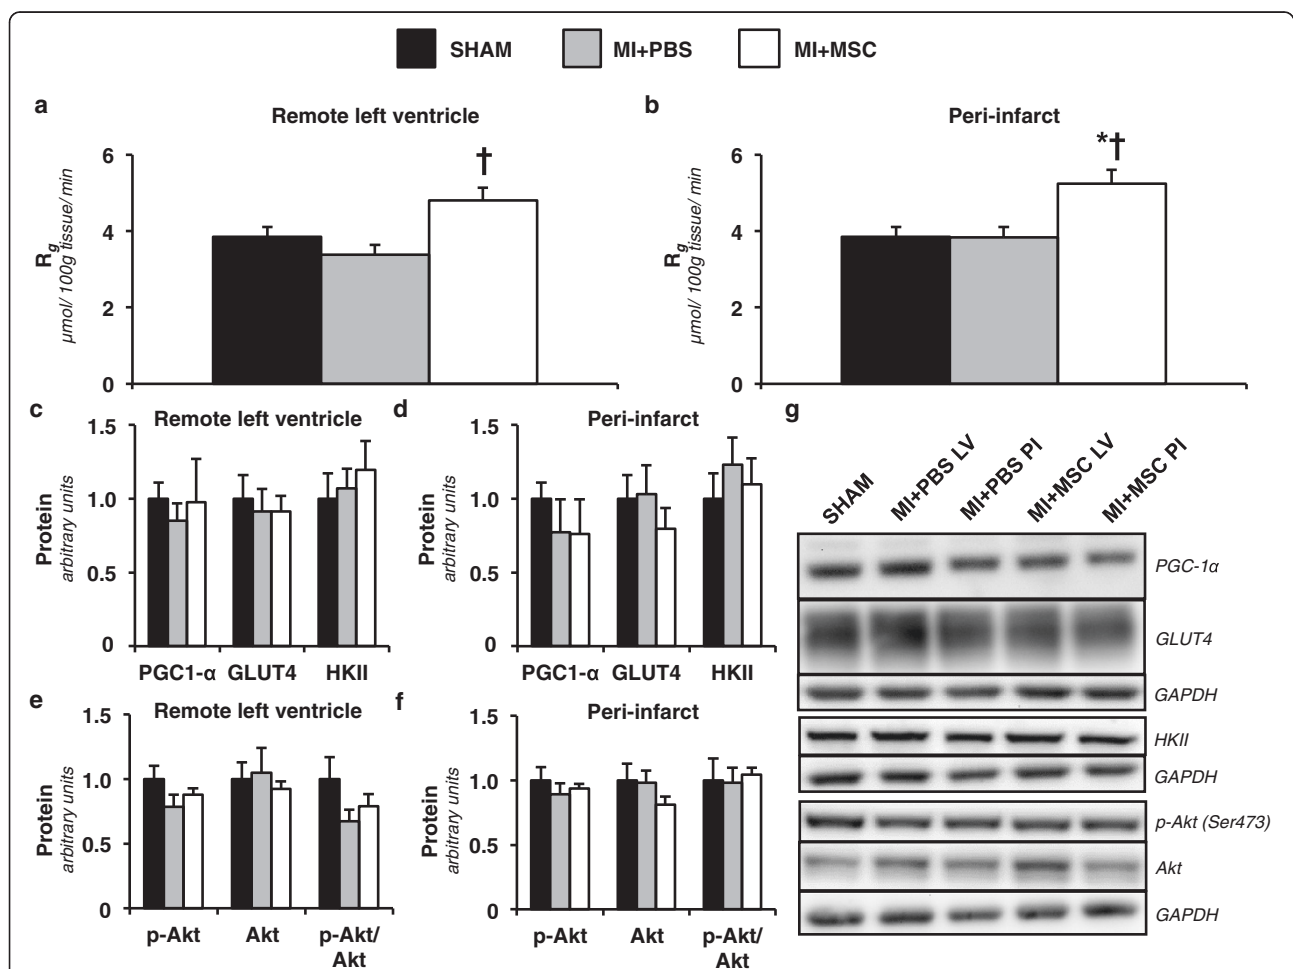 SHAM MI+PBS MI+MSC
a Remote left ventricle
† 
6
4
2
0
Rg
µmol/ 100g tissue/ min
b Peri-infarct
*†
6
4
2
0
Rg
µmol/ 100g tissue/ min
c Remote left ventricle
1.5
1.0
0.5
0
Protein
arbitrary units
PGC1-α GLUT4 HKII
d Peri-infarct
1.5
1.0
0.5
0
Protein
arbitrary units
PGC1-α GLUT4 HKII
e Remote left ventricle
1.5
1.0
0.5
0
Protein
arbitrary units
p-Akt Akt p-Akt/
Akt
f Peri-infarct
1.5
1.0
0.5
0
Protein
arbitrary units
p-Akt Akt p-Akt/
Akt
g
SHAM MI+PBS LV MI+PBS PI MI+MSC LV MI+MSC PI
PGC-1α
GLUT4
GAPDH
HKII
GAPDH
p-Akt (Ser473)
Akt
GAPDH